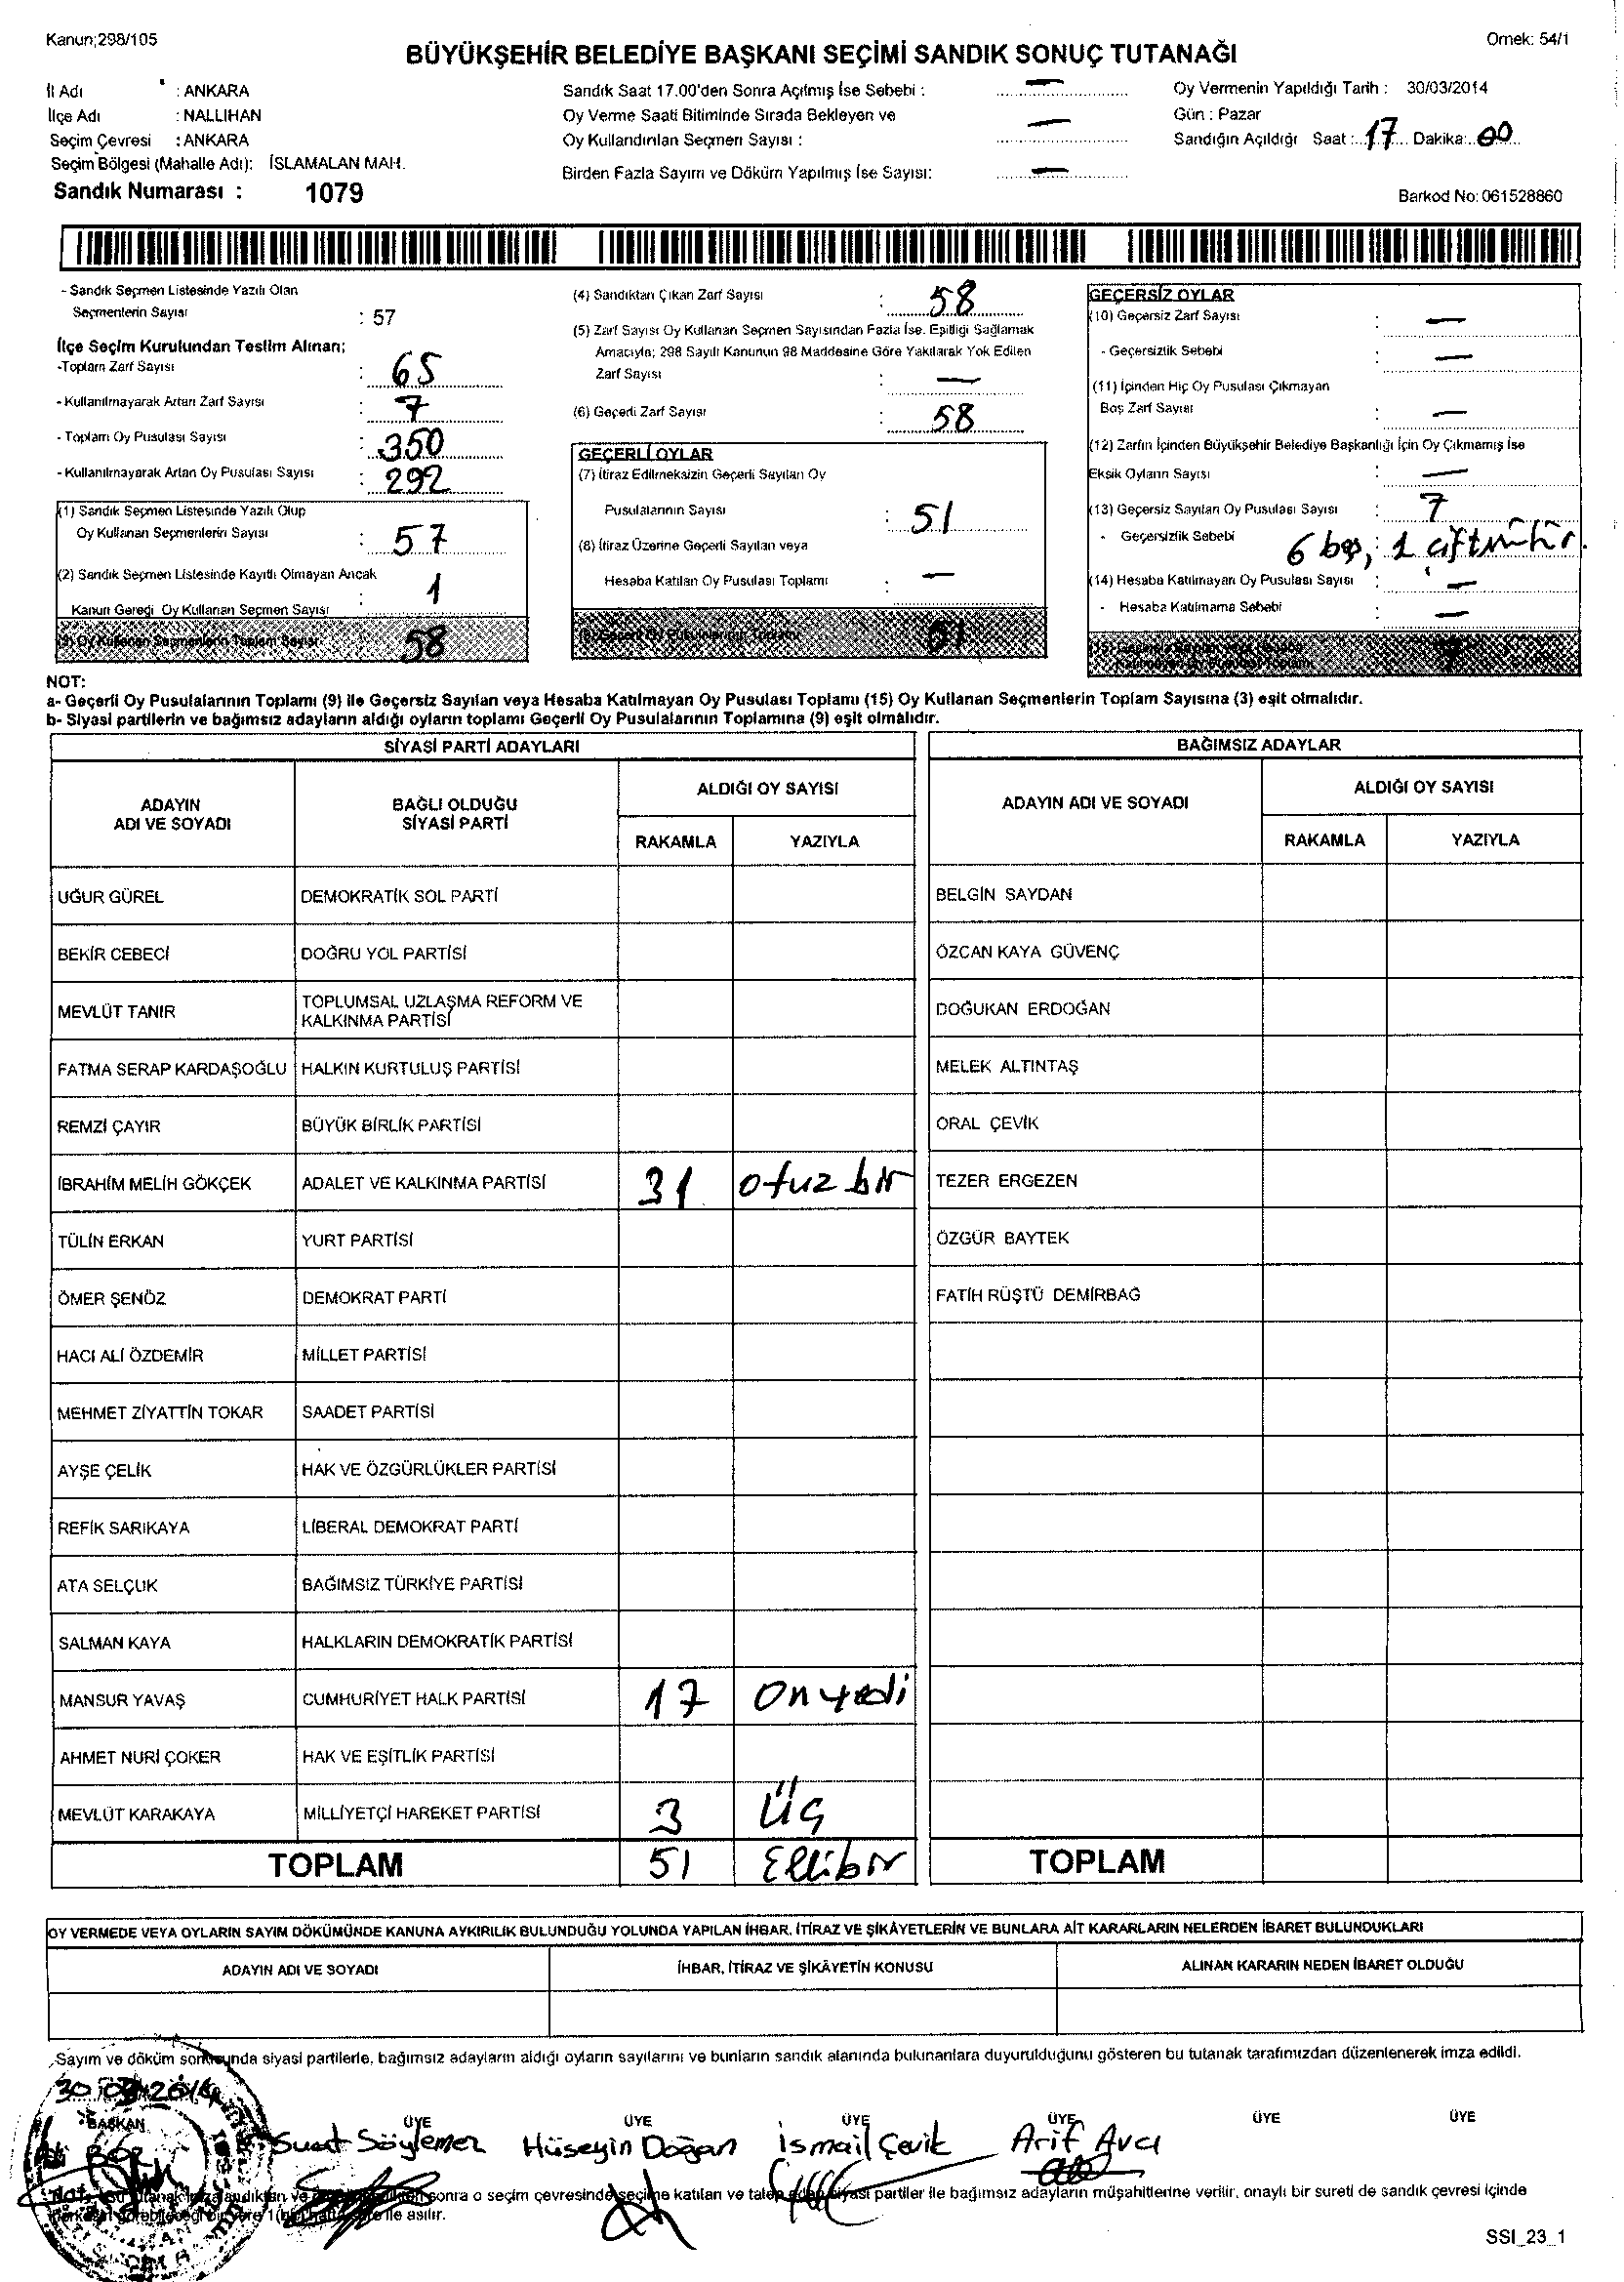 Kanun;298/105
Örnek: 54/1
BÜYÜKŞEHİR BELEDİYE BAŞKANI SEÇİMİ SANDIK SONUÇ TUTANAĞI
İl Adı : ANKARA
İlçe Adı : NALLIHAN
Seçim Çevresi : ANKARA
Seçim Bölgesi (Mahalle Adı): İSLAMALAN MAH.
Sandık Numarası : 1079
Sandık Saat 17.00'den Sonra Açılmış İse Sebebi : —
Oy Verme Saati Bitiminde Sırada Bekleyen ve
Oy Kullandırılan Seçmen Sayısı : —
Birden Fazla Sayım ve Döküm Yapılmış İse Sayısı: —
Oy Vermenin Yapıldığı Tarih : 30/03/2014
Gün : Pazar
Sandığın Açıldığı Saat :..17.... Dakika:..00...
Barkod No:061528860
- Sandık Seçmen Listesinde Yazılı Olan
Seçmenlerin Sayısı : 57
İlçe Seçim Kurulundan Teslim Alınan;
-Toplam Zarf Sayısı : 65
- Kullanılmayarak Artan Zarf Sayısı : 7
- Toplam Oy Pusulası Sayısı : 350
- Kullanılmayarak Artan Oy Pusulası Sayısı : 292
(1) Sandık Seçmen Listesinde Yazılı Olup
Oy Kullanan Seçmenlerin Sayısı : 57
(2) Sandık Seçmen Listesinde Kayıtlı Olmayan Ancak
Kanun Gereği Oy Kullanan Seçmen Sayısı : 1
(3) Oy Kullanan Seçmenlerin Toplam Sayısı 58
(4) Sandıktan Çıkan Zarf Sayısı : 58
(5) Zarf Sayısı Oy Kullanan Seçmen Sayısından Fazla İse. Eşitliği Sağlamak
Amacıyla; 298 Sayılı Kanunun 98 Maddesine Göre Yakılarak Yok Edilen
Zarf Sayısı : —
(6) Geçerli Zarf Sayısı : 58
GEÇERLİ OYLAR
(7) İtiraz Edilmeksizin Geçerli Sayılan Oy
Pusulalarının Sayısı : 51
(8) İtiraz Üzerine Geçerli Sayılan veya
Hesaba Katılan Oy Pusulası Toplamı : —
(9) Geçerli Oy Pusulalarının Toplamı 51
GEÇERSİZ OYLAR
(10) Geçersiz Zarf Sayısı : —
- Geçersizlik Sebebi : —
(11) İçinden Hiç Oy Pusulası Çıkmayan
Boş Zarf Sayısı : —
(12) Zarfın İçinden Büyükşehir Belediye Başkanlığı İçin Oy Çıkmamış İse
Eksik Oyların Sayısı : —
(13) Geçersiz Sayılan Oy Pusulası Sayısı : 7
- Geçersizlik Sebebi 6 boş, 1 çift mühür.
(14) Hesaba Katılmayan Oy Pusulası Sayısı : —
- Hesaba Katılmama Sebebi : —
(15) Geçersiz Sayılan veya Hesaba
Katılmayan Oy Pusulası Toplamı 7
NOT:
a- Geçerli Oy Pusulalarının Toplamı (9) ile Geçersiz Sayılan veya Hesaba Katılmayan Oy Pusulası Toplamı (15) Oy Kullanan Seçmenlerin Toplam Sayısına (3) eşit olmalıdır.
b- Siyasi partilerin ve bağımsız adayların aldığı oyların toplamı Geçerli Oy Pusulalarının Toplamına (9) eşit olmalıdır.
SİYASİ PARTİ ADAYLARI
ADAYIN ADI VE SOYADI BAĞLI OLDUĞU SİYASİ PARTİ ALDIĞI OY SAYISI
RAKAMLA YAZIYLA
UĞUR GÜREL DEMOKRATİK SOL PARTİ
BEKİR CEBECİ DOĞRU YOL PARTİSİ
MEVLÜT TANIR TOPLUMSAL UZLAŞMA REFORM VE
KALKINMA PARTİSİ
FATMA SERAP KARDAŞOĞLU HALKIN KURTULUŞ PARTİSİ
REMZİ ÇAYIR BÜYÜK BİRLİK PARTİSİ
İBRAHİM MELİH GÖKÇEK ADALET VE KALKINMA PARTİSİ 31 otuz bir
TÜLİN ERKAN YURT PARTİSİ
ÖMER ŞENÖZ DEMOKRAT PARTİ
HACI ALİ ÖZDEMİR MİLLET PARTİSİ
MEHMET ZİYATTİN TOKAR SAADET PARTİSİ
AYŞE ÇELİK HAK VE ÖZGÜRLÜKLER PARTİSİ
REFİK SARIKAYA LİBERAL DEMOKRAT PARTİ
ATA SELÇUK BAĞIMSIZ TÜRKİYE PARTİSİ
SALMAN KAYA HALKLARIN DEMOKRATİK PARTİSİ
MANSUR YAVAŞ CUMHURİYET HALK PARTİSİ 17 on yedi
AHMET NURİ ÇOKER HAK VE EŞİTLİK PARTİSİ
MEVLÜT KARAKAYA MİLLİYETÇİ HAREKET PARTİSİ 3 Üç
TOPLAM 51 Ellibir
BAĞIMSIZ ADAYLAR
ADAYIN ADI VE SOYADI ALDIĞI OY SAYISI
RAKAMLA YAZIYLA
BELGİN SAYDAN
ÖZCAN KAYA GÜVENÇ
DOĞUKAN ERDOĞAN
MELEK ALTINTAŞ
ORAL ÇEVİK
TEZER ERGEZEN
ÖZGÜR BAYTEK
FATİH RÜŞTÜ DEMİRBAĞ
TOPLAM
OY VERMEDE VEYA OYLARIN SAYIM DÖKÜMÜNDE KANUNA AYKIRILIK BULUNDUĞU YOLUNDA YAPILAN İHBAR, İTİRAZ VE ŞİKÂYETLERİN VE BUNLARA AİT KARARLARIN NELERDEN İBARET BULUNDUKLARI
ADAYIN ADI VE SOYADI İHBAR, İTİRAZ VE ŞİKÂYETİN KONUSU ALINAN KARARIN NEDEN İBARET OLDUĞU
Sayım ve döküm sonucunda siyasi partilerle, bağımsız adayların aldığı oyların sayılarını ve bunların sandık alanında bulunanlara duyurulduğunu gösteren bu tutanak tarafımızdan düzenlenerek imza edildi.
30.03.2014
BAŞKAN ÜYE ÜYE ÜYE ÜYE ÜYE ÜYE
Suat Söylemez Hüseyin Doğan ismail Çevik Arif Avcı
sonra o seçim çevresinde seçime katılan ve talep eden siyasi partiler ile bağımsız adayların müşahitlerine verilir, onaylı bir sureti de sandık çevresi içinde
ile asılır.
SSI_23_1